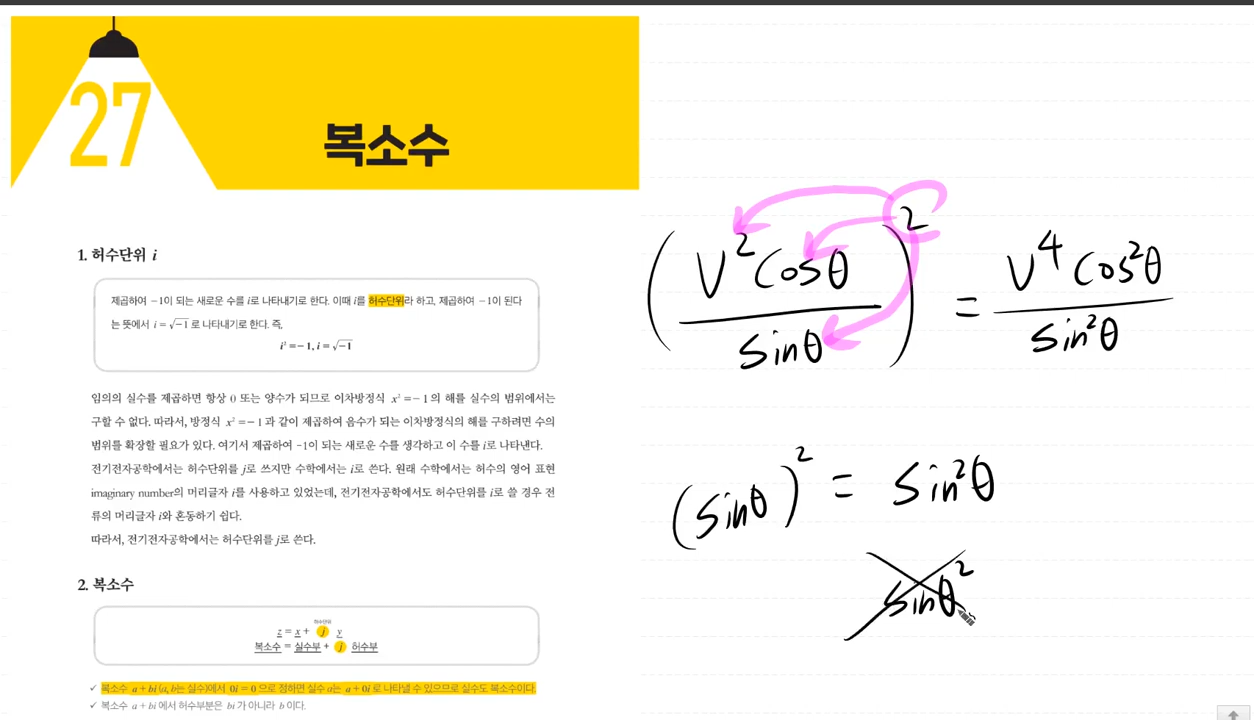 27
복소수
1. 허수단위 i
제곱하여 −1이 되는 새로운 수를 i로 나타내기로 한다. 이때 i를 허수단위라 하고, 제곱하여 −1이 된다
는 뜻에서 i = √−1 로 나타내기로 한다. 즉,
i² = −1, i = √−1
임의의 실수를 제곱하면 항상 0 또는 양수가 되므로 이차방정식 x² = −1 의 해를 실수의 범위에서는
구할 수 없다. 따라서, 방정식 x² = −1 과 같이 제곱하여 음수가 되는 이차방정식의 해를 구하려면 수의
범위를 확장할 필요가 있다. 여기서 제곱하여 −1이 되는 새로운 수를 생각하고 이 수를 i로 나타낸다.
전기전자공학에서는 허수단위를 j로 쓰지만 수학에서는 i로 쓴다. 원래 수학에서는 허수의 영어 표현
imaginary number의 머리글자 i를 사용하고 있었는데, 전기전자공학에서도 허수단위를 i로 쓸 경우 전
류의 머리글자 i와 혼동하기 쉽다.
따라서, 전기전자공학에서는 허수단위를 j로 쓴다.
2. 복소수
허수단위
z = x + j y
복소수 = 실수부 + j 허수부
✓ 복소수 a + bi (a, b는 실수)에서 0i = 0 으로 정하면 실수 a는 a + 0i 로 나타낼 수 있으므로 실수도 복소수이다.
✓ 복소수 a + bi 에서 허수부분은 bi 가 아니라 b 이다.
(V² cosθ / sinθ)² = V⁴ cos²θ / sin²θ
(sinθ)² = sin²θ
sinθ²